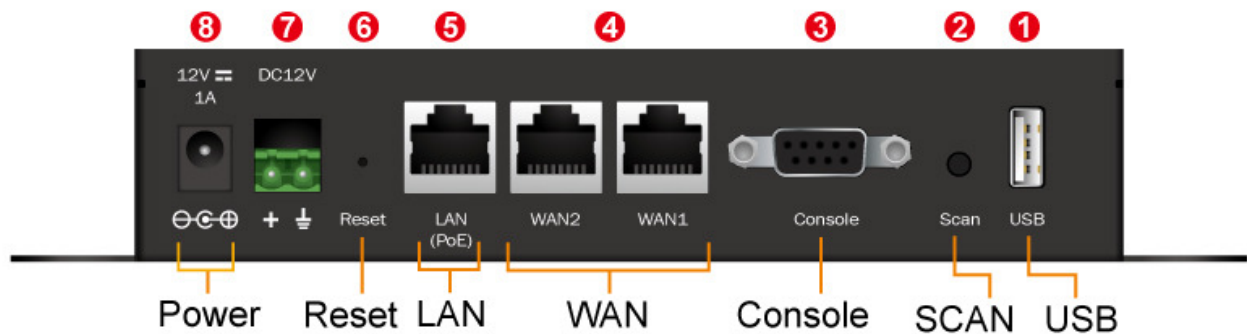 8 7 6 5 4 3 2 1
12V DC12V
1A
Reset LAN WAN2 WAN1 Console Scan USB
(PoE)
Power Reset LAN WAN Console SCAN USB